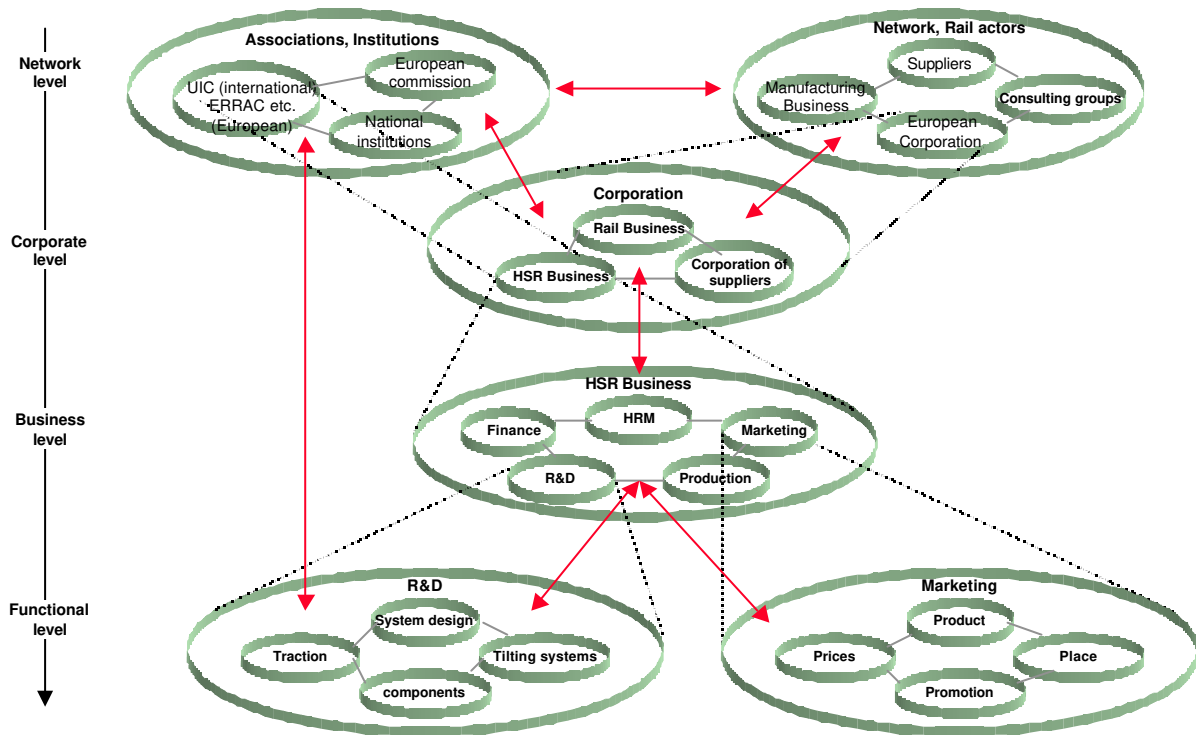 Network
level
Associations, Institutions
European
commission
UIC (international)
ERRAC etc.
(European)
National
institutions
Network, Rail actors
Suppliers
Manufacturing
Business
Consulting groups
European
Corporation
Corporate
level
Corporation
Rail Business
HSR Business
Corporation of
suppliers
Business
level
HSR Business
Finance
HRM
Marketing
R&D
Production
Functional
level
R&D
System design
Traction
Tilting systems
components
Marketing
Product
Prices
Place
Promotion